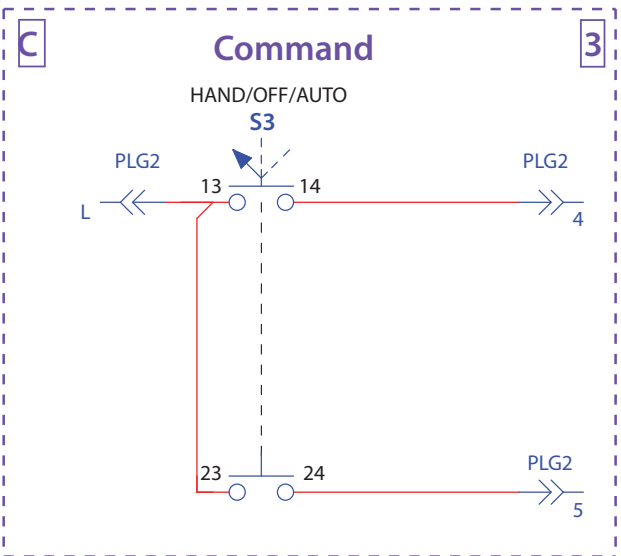 C
Command
3
HAND/OFF/AUTO
S3
PLG2
PLG2
13
14
L
4
23
24
PLG2
5